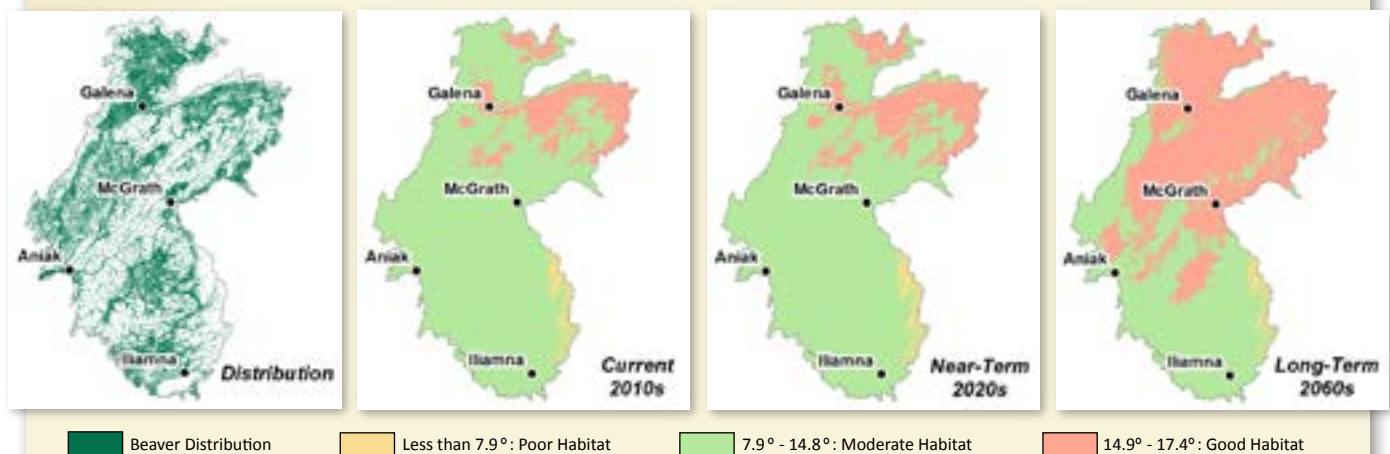 Galena
McGrath
Aniak
Iliamna
Distribution
Galena
McGrath
Aniak
Iliamna
Current
2010s
Galena
McGrath
Aniak
Iliamna
Near-Term
2020s
Galena
McGrath
Aniak
Iliamna
Long-Term
2060s
Beaver Distribution
Less than 7.9°: Poor Habitat
7.9° - 14.8°: Moderate Habitat
14.9° - 17.4°: Good Habitat